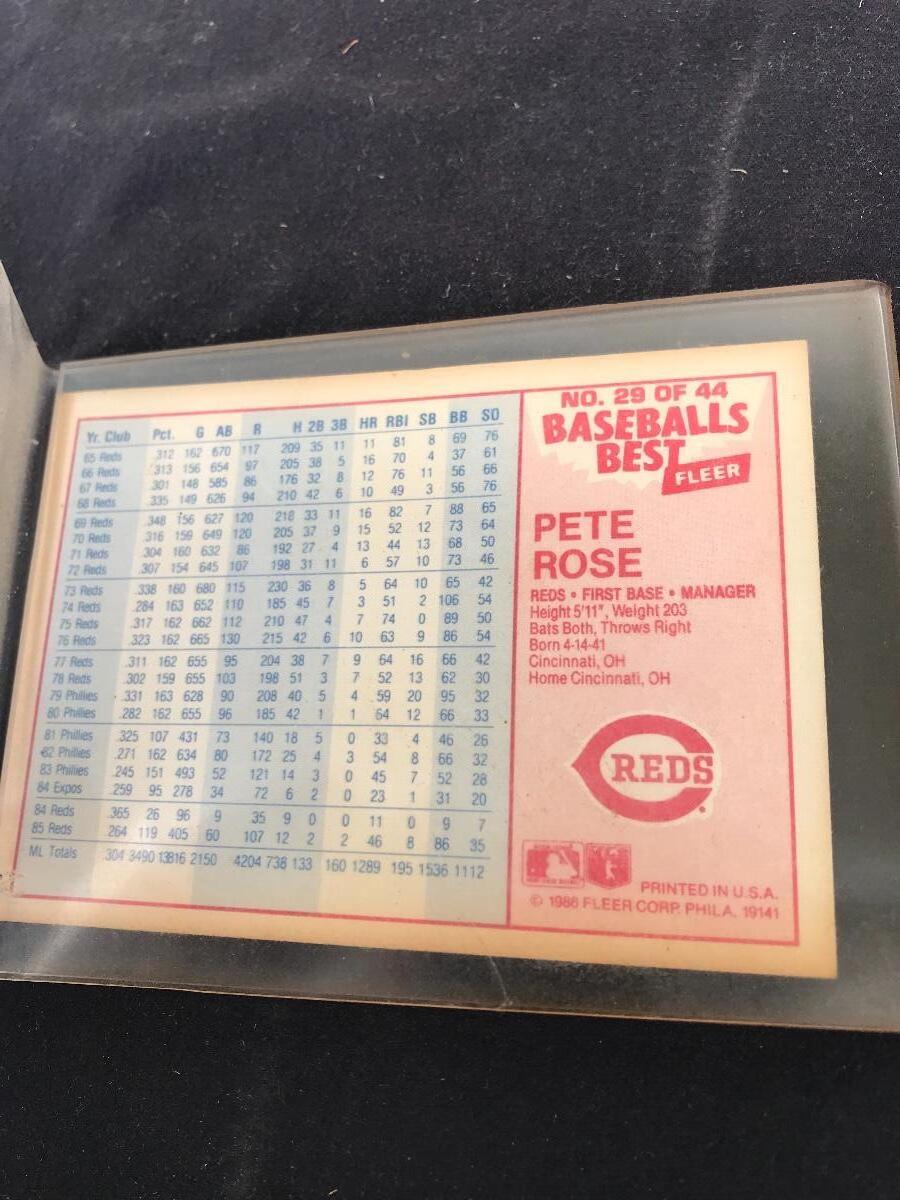 Yr. Club Pct. G AB R H 2B 3B HR RBI SB BB SO
65 Reds .312 162 670 117 209 35 11 11 81 8 69 76
66 Reds .313 156 654 97 205 38 5 16 70 4 37 61
67 Reds .301 148 585 86 176 32 8 12 76 11 56 66
68 Reds .335 149 626 94 210 42 6 10 49 3 56 76
69 Reds .348 156 627 120 218 33 11 16 82 7 88 65
70 Reds .316 159 649 120 205 37 9 15 52 12 73 64
71 Reds .304 160 632 86 192 27 4 13 44 13 68 50
72 Reds .307 154 645 107 198 31 11 6 57 10 73 46
73 Reds .338 160 680 115 230 36 8 5 64 10 65 42
74 Reds .284 163 652 110 185 45 7 3 51 2 106 54
75 Reds .317 162 662 112 210 47 4 7 74 0 89 50
76 Reds .323 162 665 130 215 42 6 10 63 9 86 54
77 Reds .311 162 655 95 204 38 7 9 64 16 66 42
78 Reds .302 159 655 103 198 51 3 7 52 13 62 30
79 Phillies .331 163 628 90 208 40 5 4 59 20 95 32
80 Phillies .282 162 655 96 185 42 1 1 64 12 66 33
81 Phillies .325 107 431 73 140 18 5 0 33 4 46 26
82 Phillies .271 162 634 80 172 25 4 3 54 8 66 32
83 Phillies .245 151 493 52 121 14 3 0 45 7 52 28
84 Expos .259 95 278 34 72 6 2 0 23 1 31 20
84 Reds .365 26 96 9 35 9 0 0 11 0 9 7
85 Reds .264 119 405 60 107 12 2 2 46 8 86 35
ML Totals .304 3490 13816 2150 4204 738 133 160 1289 195 1536 1112
NO. 29 OF 44
BASEBALLS
BEST
FLEER
PETE
ROSE
REDS • FIRST BASE • MANAGER
Height 5'11", Weight 203
Bats Both, Throws Right
Born 4-14-41
Cincinnati, OH
Home Cincinnati, OH
REDS
PRINTED IN U.S.A.
© 1986 FLEER CORP. PHILA. 19141